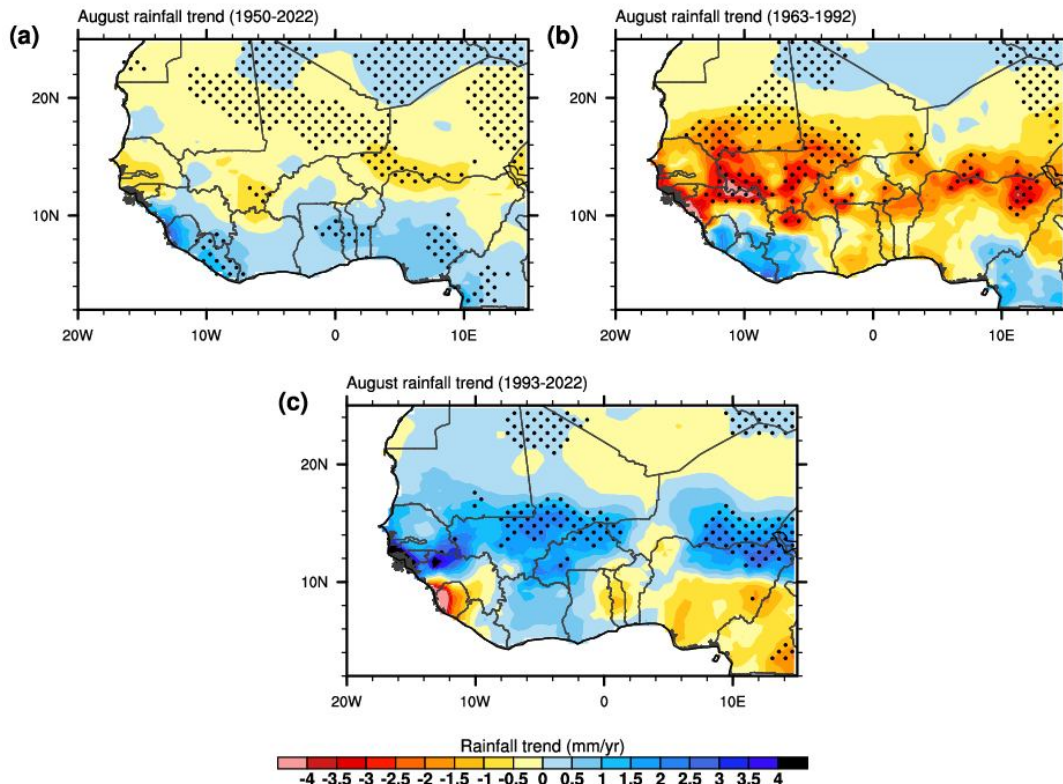 August rainfall trend (1950-2022)
August rainfall trend (1963-1992)
(a)
(b)
20N
20N
10N
10N
20W 10W 0 10E
20W 10W 0 10E
August rainfall trend (1993-2022)
(c)
20N
10N
20W 10W 0 10E
Rainfall trend (mm/yr)
-4 -3.5 -3 -2.5 -2 -1.5 -1 -0.5 0 0.5 1 1.5 2 2.5 3 3.5 4